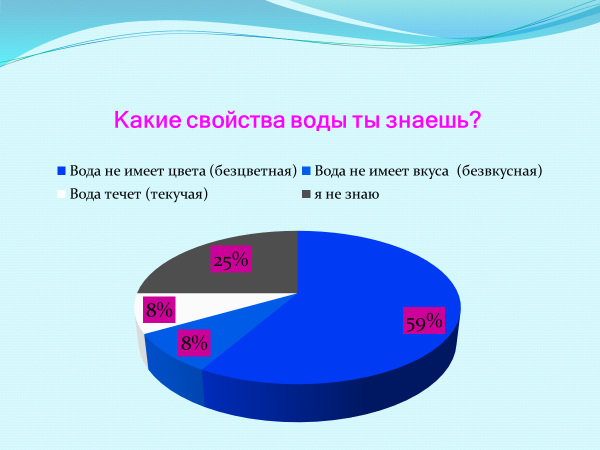 Какие свойства воды ты знаешь?
Вода не имеет цвета (бесцветная) Вода не имеет вкуса (безвкусная)
Вода течет (текучая) я не знаю
25%
8%
59%
8%